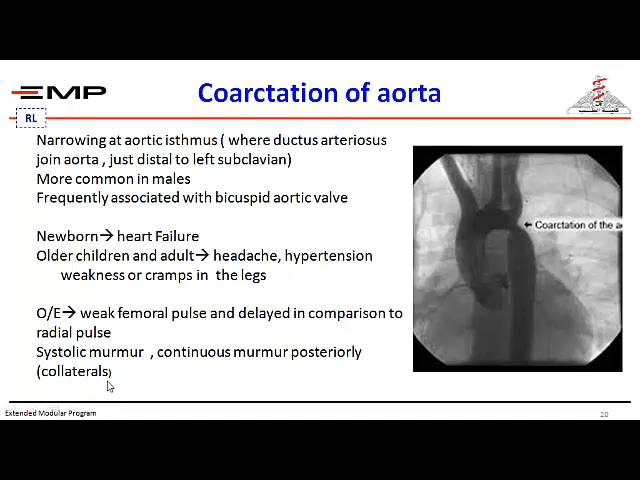 EMP
Coarctation of aorta
كلية الطب
RL
Narrowing at aortic isthmus ( where ductus arteriosus
join aorta , just distal to left subclavian)
More common in males
Frequently associated with bicuspid aortic valve
Newborn→ heart Failure
Older children and adult→ headache, hypertension
weakness or cramps in the legs
O/E→ weak femoral pulse and delayed in comparison to
radial pulse
Systolic murmur , continuous murmur posteriorly
(collaterals)
Coarctation of the a
Extended Modular Program
20